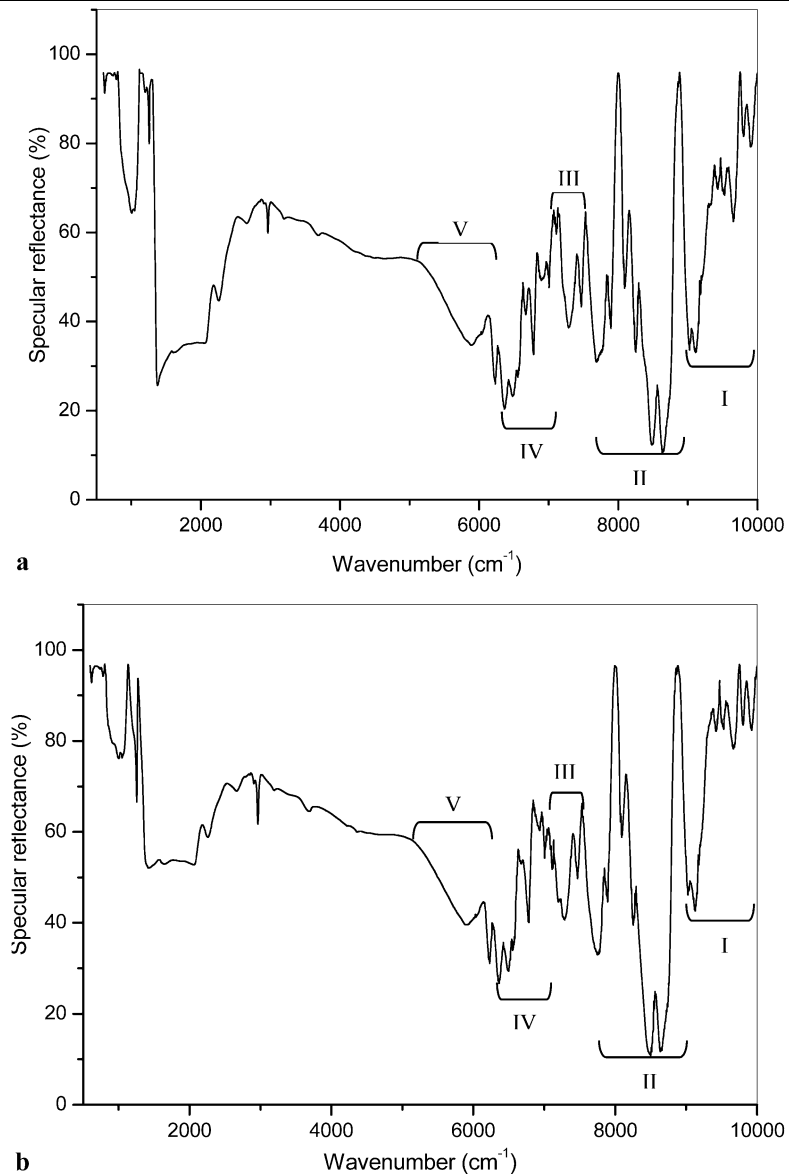 100
80
60
40
20
0
Specular reflectance (%)
V
III
IV
II
I
2000 4000 6000 8000 10000
Wavenumber (cm-1)
a
100
80
60
40
20
0
Specular reflectance (%)
V
III
IV
II
I
2000 4000 6000 8000 10000
Wavenumber (cm-1)
b